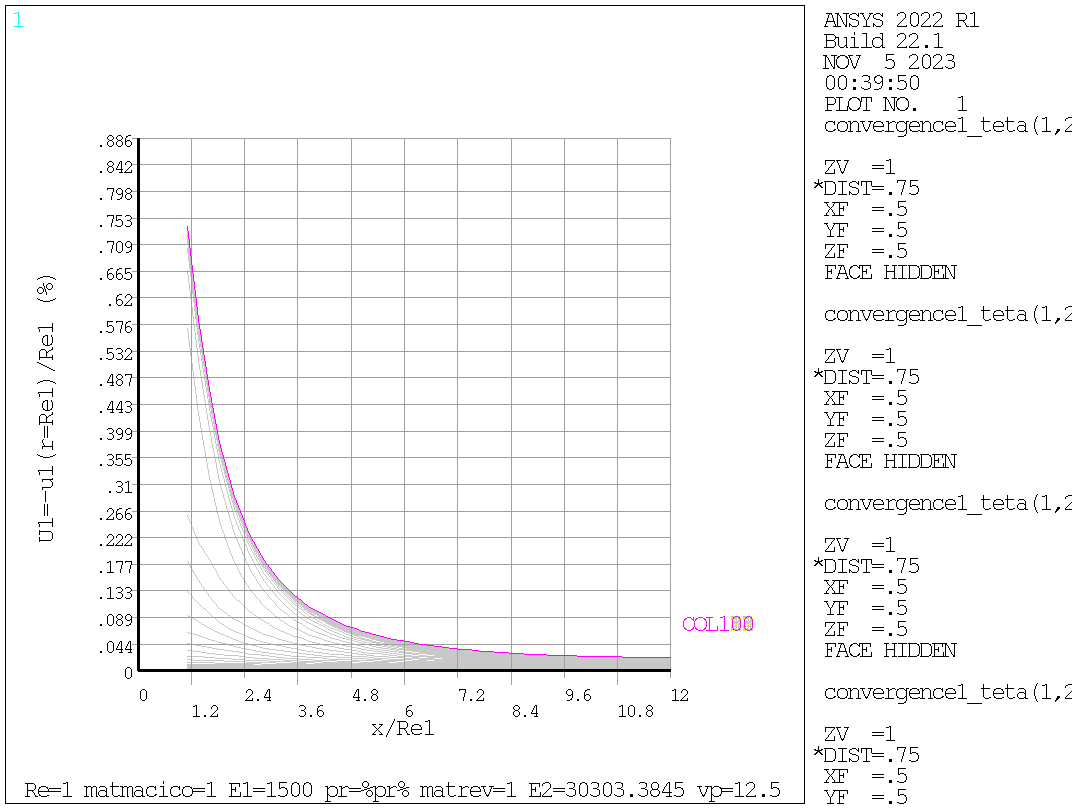 1
ANSYS 2022 R1
Build 22.1
NOV 5 2023
00:39:50
PLOT NO. 1
convergence1_teta(1,2
ZV =1
*DIST=.75
XF =.5
YF =.5
ZF =.5
FACE HIDDEN
convergence1_teta(1,2
ZV =1
*DIST=.75
XF =.5
YF =.5
ZF =.5
FACE HIDDEN
convergence1_teta(1,2
ZV =1
*DIST=.75
XF =.5
YF =.5
ZF =.5
FACE HIDDEN
convergence1_teta(1,2
ZV =1
*DIST=.75
XF =.5
YF =.5
.886
.842
.798
.753
.709
.665
.62
.576
.532
.487
.443
.399
.355
.31
.266
.222
.177
.133
.089
.044
0
U1=-u1(r=Re1)/Re1 (%)
COL100
0
1.2
2.4
3.6
4.8
6
7.2
8.4
9.6
10.8
12
x/Re1
Re=1 matmacico=1 E1=1500 pr=%pr% matrev=1 E2=30303.3845 vp=12.5